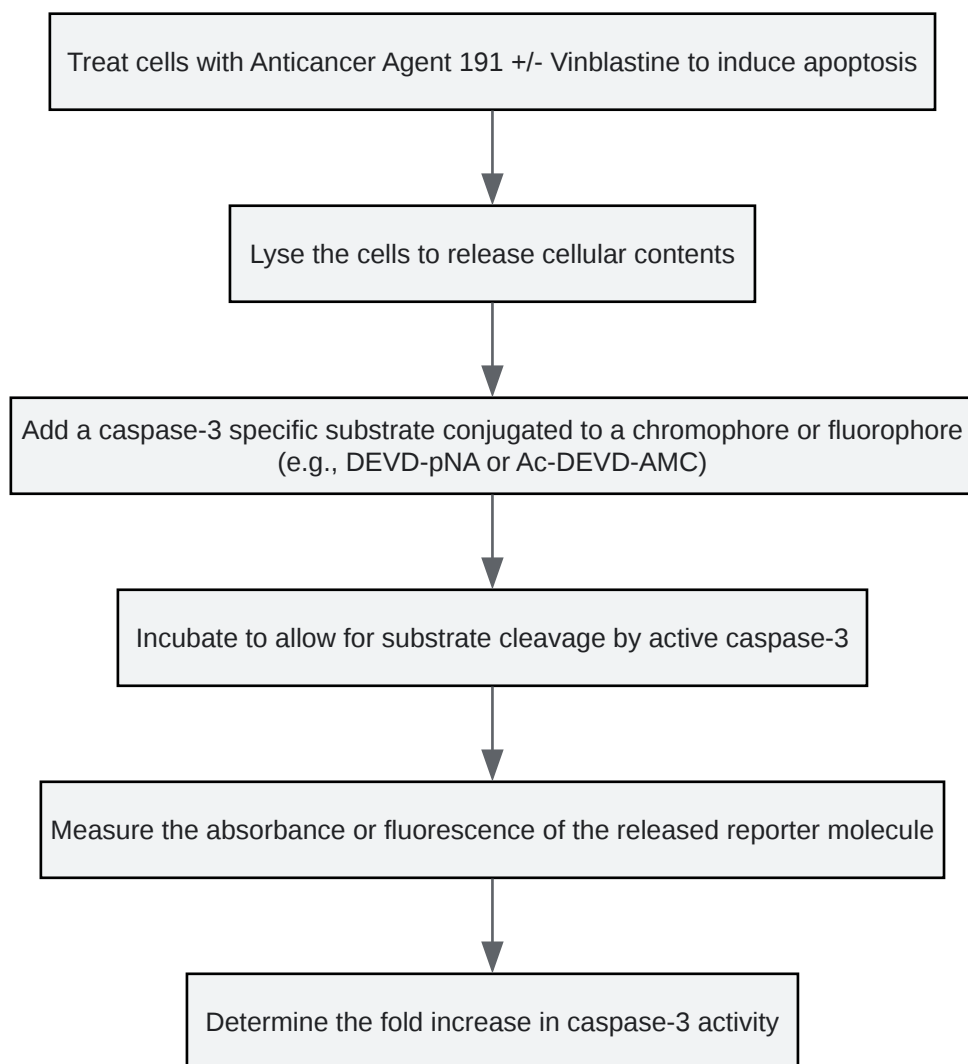 Treat cells with Anticancer Agent 191 +/- Vinblastine to induce apoptosis
Lyse the cells to release cellular contents
Add a caspase-3 specific substrate conjugated to a chromophore or fluorophore
(e.g., DEVD-pNA or Ac-DEVD-AMC)
Incubate to allow for substrate cleavage by active caspase-3
Measure the absorbance or fluorescence of the released reporter molecule
Determine the fold increase in caspase-3 activity